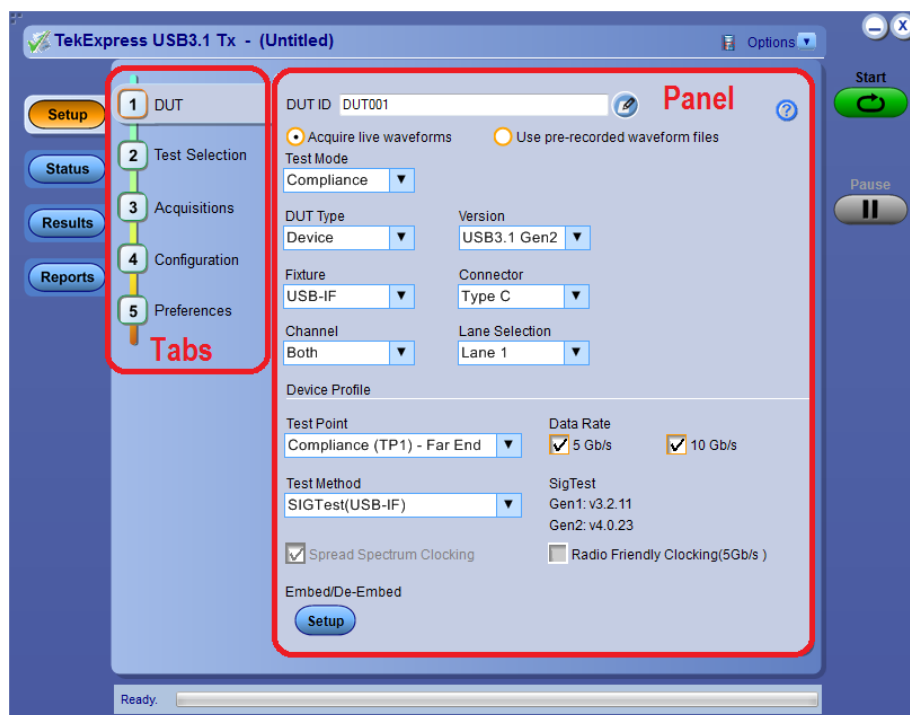 TekExpress USB3.1 Tx - (Untitled)
Options
X
Start
Pause
Setup
Status
Results
Reports
1 DUT
2 Test Selection
3 Acquisitions
4 Configuration
5 Preferences
Tabs
DUT ID DUT001
Panel
?
Acquire live waveforms Use pre-recorded waveform files
Test Mode
Compliance
DUT Type Version
Device USB3.1 Gen2
Fixture Connector
USB-IF Type C
Channel Lane Selection
Both Lane 1
Device Profile
Test Point Data Rate
Compliance (TP1) - Far End 5 Gb/s 10 Gb/s
Test Method SigTest
SIGTest(USB-IF) Gen1: v3.2.11
Gen2: v4.0.23
Spread Spectrum Clocking Radio Friendly Clocking(5Gb/s )
Embed/De-Embed
Setup
Ready.